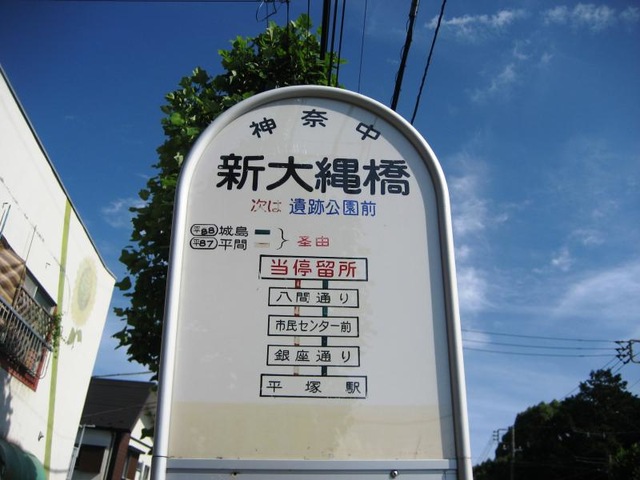 神奈中
新大縄橋
次は 遺跡公園前
平88 城島
平87 平間
圣由
当停留所
八間通り
市民センター前
銀座通り
平塚駅